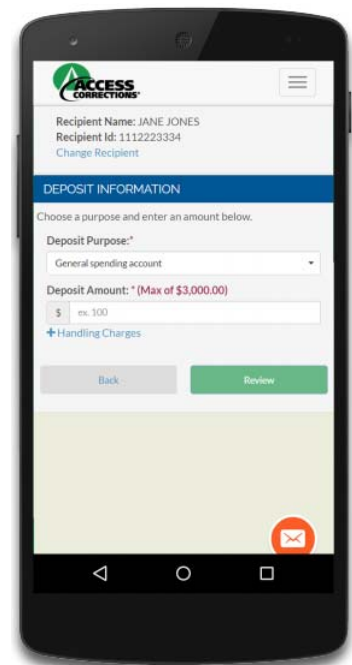 ACCESS
CORRECTIONS
Recipient Name: JANE JONES
Recipient Id: 1112223334
Change Recipient
DEPOSIT INFORMATION
Choose a purpose and enter an amount below.
Deposit Purpose:*
General spending account
Deposit Amount: * (Max of $3,000.00)
$ ex. 100
+ Handling Charges
Back Review